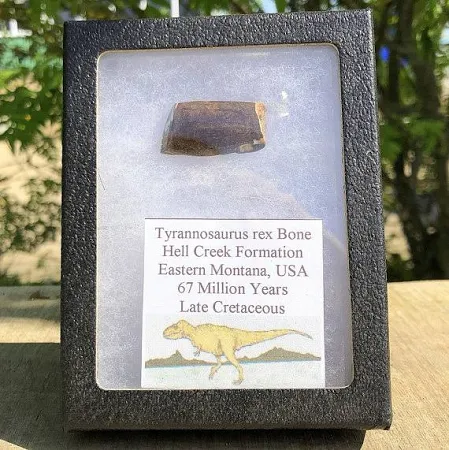 Tyrannosaurus rex Bone
Hell Creek Formation
Eastern Montana, USA
67 Million Years
Late Cretaceous